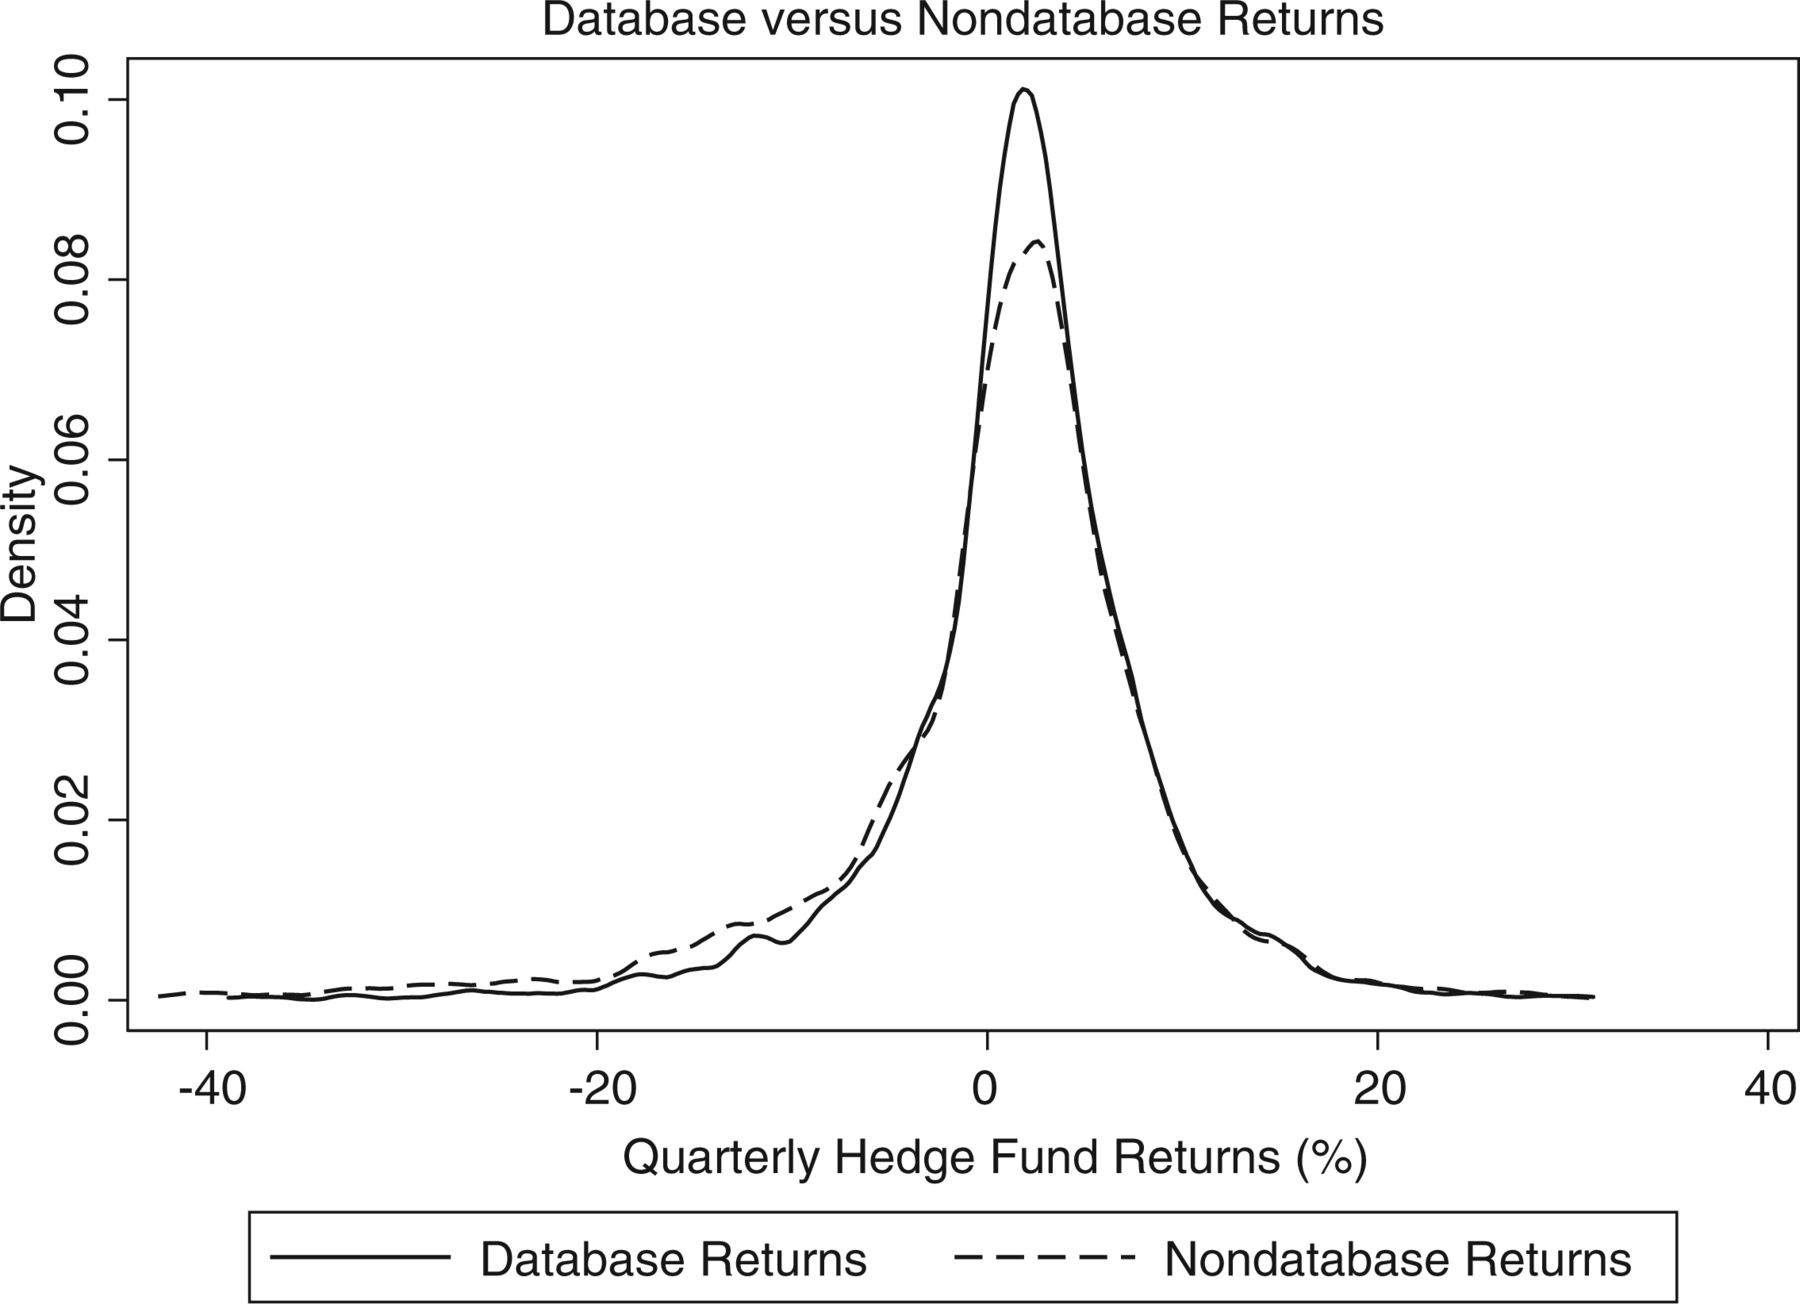 Database versus Nondatabase Returns
0.10
0.08
0.06
0.04
0.02
0.00
Density
-40 -20 0 20 40
Quarterly Hedge Fund Returns (%)
Database Returns Nondatabase Returns